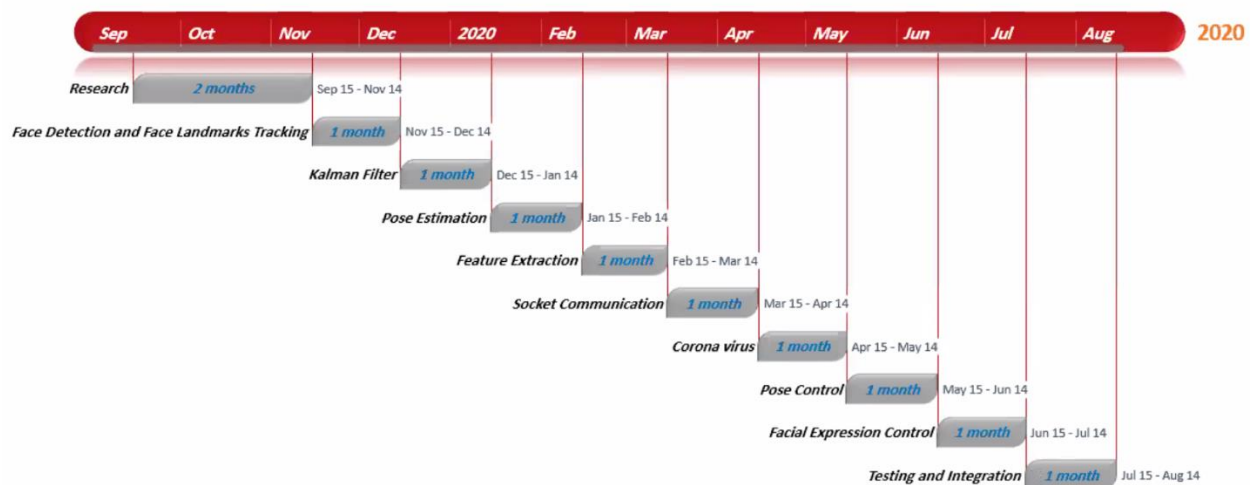 Sep Oct Nov Dec 2020 Feb Mar Apr May Jun Jul Aug 2020
Research 2 months Sep 15 - Nov 14
Face Detection and Face Landmarks Tracking 1 month Nov 15 - Dec 14
Kalman Filter 1 month Dec 15 - Jan 14
Pose Estimation 1 month Jan 15 - Feb 14
Feature Extraction 1 month Feb 15 - Mar 14
Socket Communication 1 month Mar 15 - Apr 14
Corona virus 1 month Apr 15 - May 14
Pose Control 1 month May 15 - Jun 14
Facial Expression Control 1 month Jun 15 - Jul 14
Testing and Integration 1 month Jul 15 - Aug 14